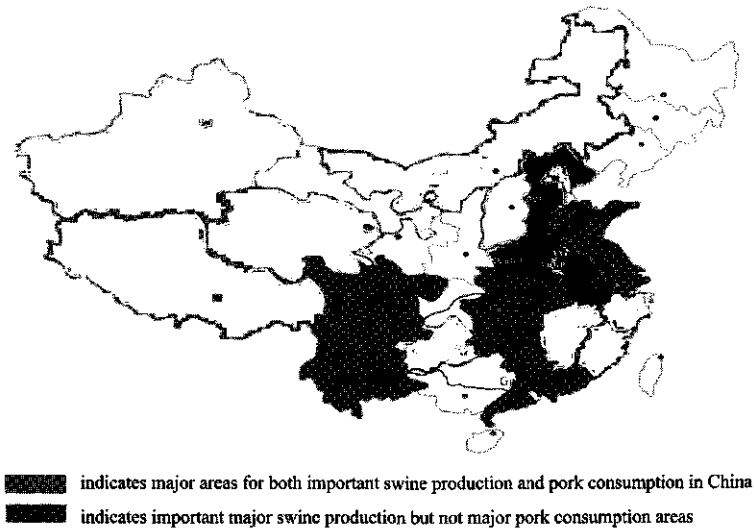 indicates major areas for both important swine production and pork consumption in China
indicates important major swine production but not major pork consumption areas